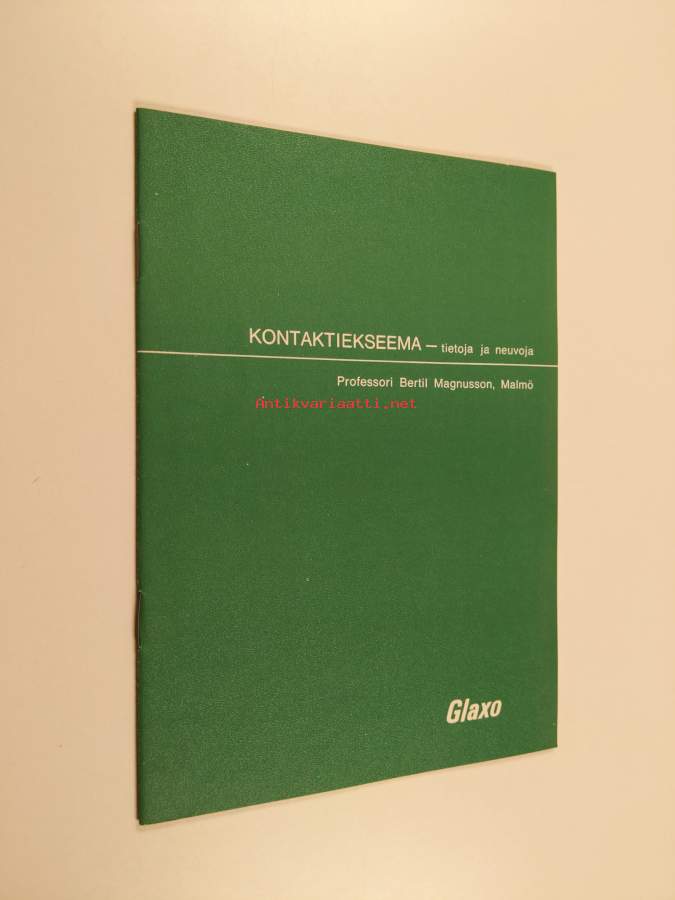 KONTAKTIEKSEEMA — tietoja ja neuvoja
Professori Bertil Magnusson, Malmö
Antikvariaatti.net
Glaxo